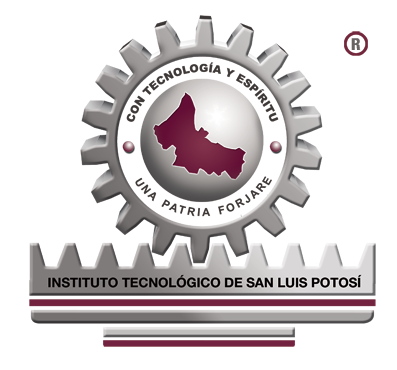 ®
CON TECNOLOGÍA Y ESPÍRITU
UNA PATRIA FORJARE
INSTITUTO TECNOLÓGICO DE SAN LUIS POTOSÍ